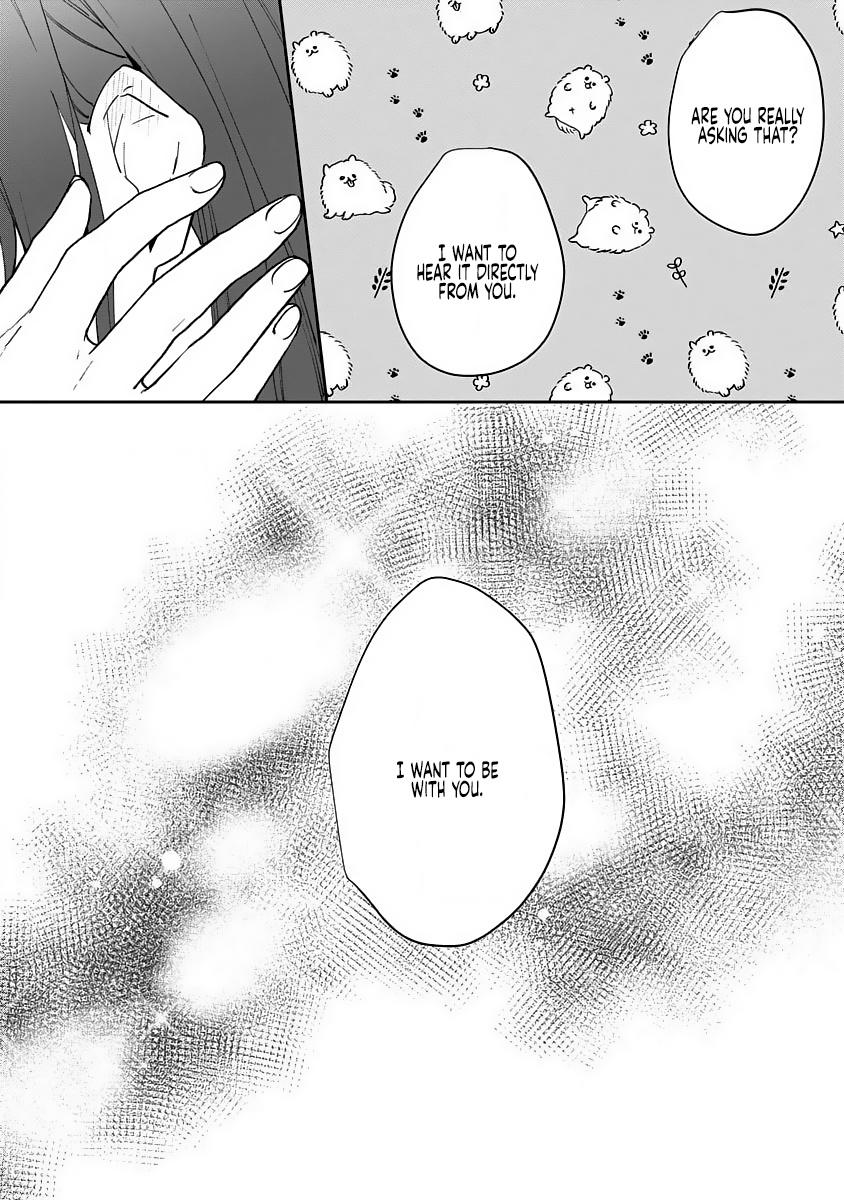 ARE YOU REALLY
ASKING THAT?
I WANT TO
HEAR IT DIRECTLY
FROM YOU.
I WANT TO BE
WITH YOU.